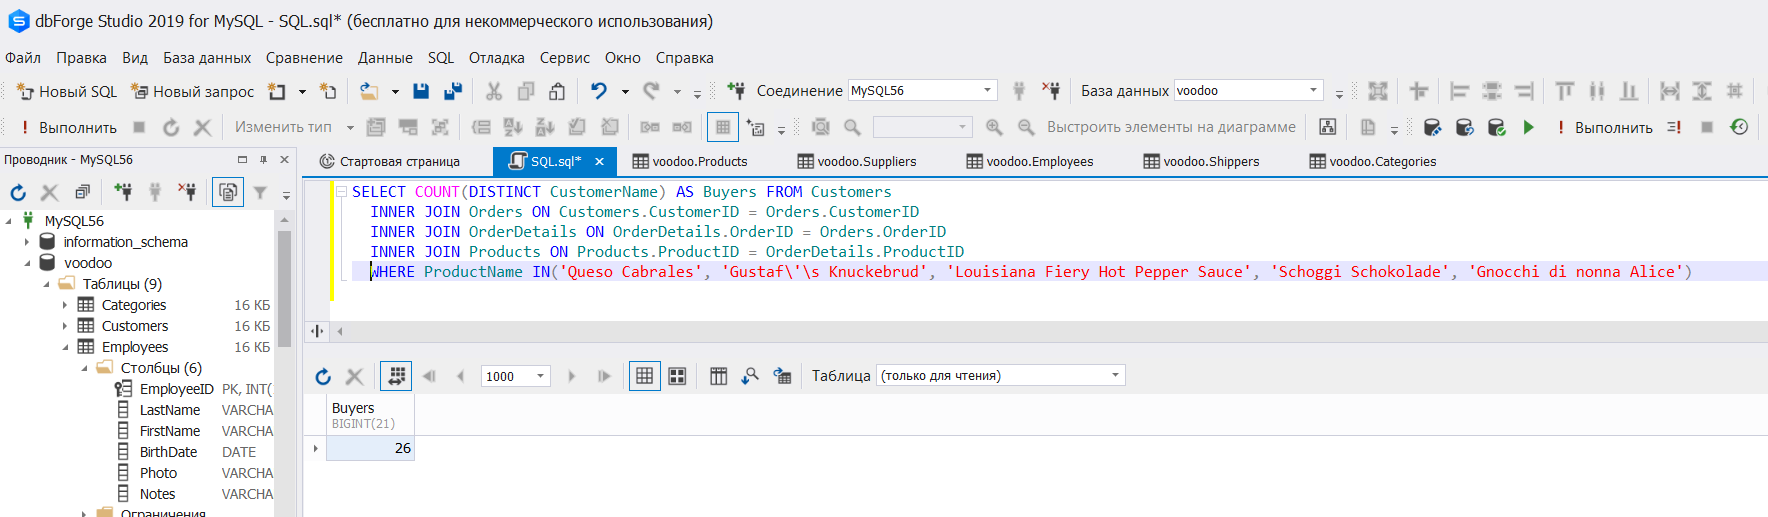 dbForge Studio 2019 for MySQL - SQL.sql* (бесплатно для некоммерческого использования)
Файл Правка Вид База данных Сравнение Данные SQL Отладка Сервис Окно Справка
Новый SQL Новый запрос Соединение MySQL56 База данных voodoo
Выполнить Изменить тип Выстроить элементы на диаграмме Выполнить
Проводник - MySQL56 Стартовая страница SQL.sql* voodoo.Products voodoo.Suppliers voodoo.Employees voodoo.Shippers voodoo.Categories
SELECT COUNT(DISTINCT CustomerName) AS Buyers FROM Customers
INNER JOIN Orders ON Customers.CustomerID = Orders.CustomerID
INNER JOIN OrderDetails ON OrderDetails.OrderID = Orders.OrderID
INNER JOIN Products ON Products.ProductID = OrderDetails.ProductID
WHERE ProductName IN('Queso Cabrales', 'Gustaf\'\s Knuckebrud', 'Louisiana Fiery Hot Pepper Sauce', 'Schoggi Schokolade', 'Gnocchi di nonna Alice')
MySQL56
information_schema
voodoo
Таблицы (9)
Categories 16 КБ
Customers 16 КБ
Employees 16 КБ
Столбцы (6)
EmployeeID PK, INT(
LastName VARCHA
FirstName VARCHA
BirthDate DATE
Photo VARCHA
Notes VARCHA
Ограничения
1000 Таблица (только для чтения)
Buyers
BIGINT(21)
26